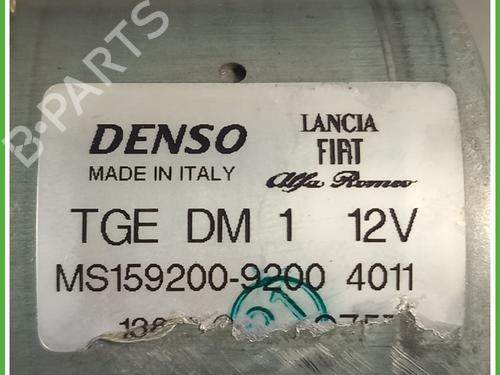 B-PARTS
DENSO
MADE IN ITALY
LANCIA
FIAT
Alfa Romeo
TGE DM 1 12V
MS159200-9200 4011